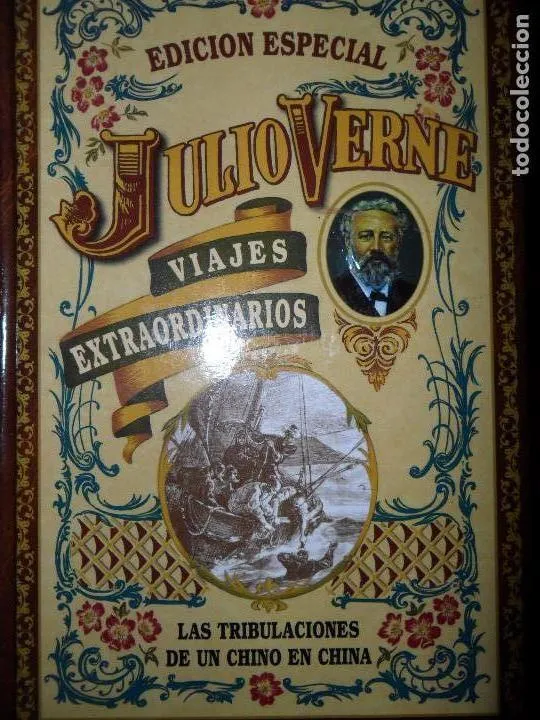 EDICION ESPECIAL
JULIO VERNE
VIAJES
EXTRAORDINARIOS
LAS TRIBULACIONES
DE UN CHINO EN CHINA
todocoleccion